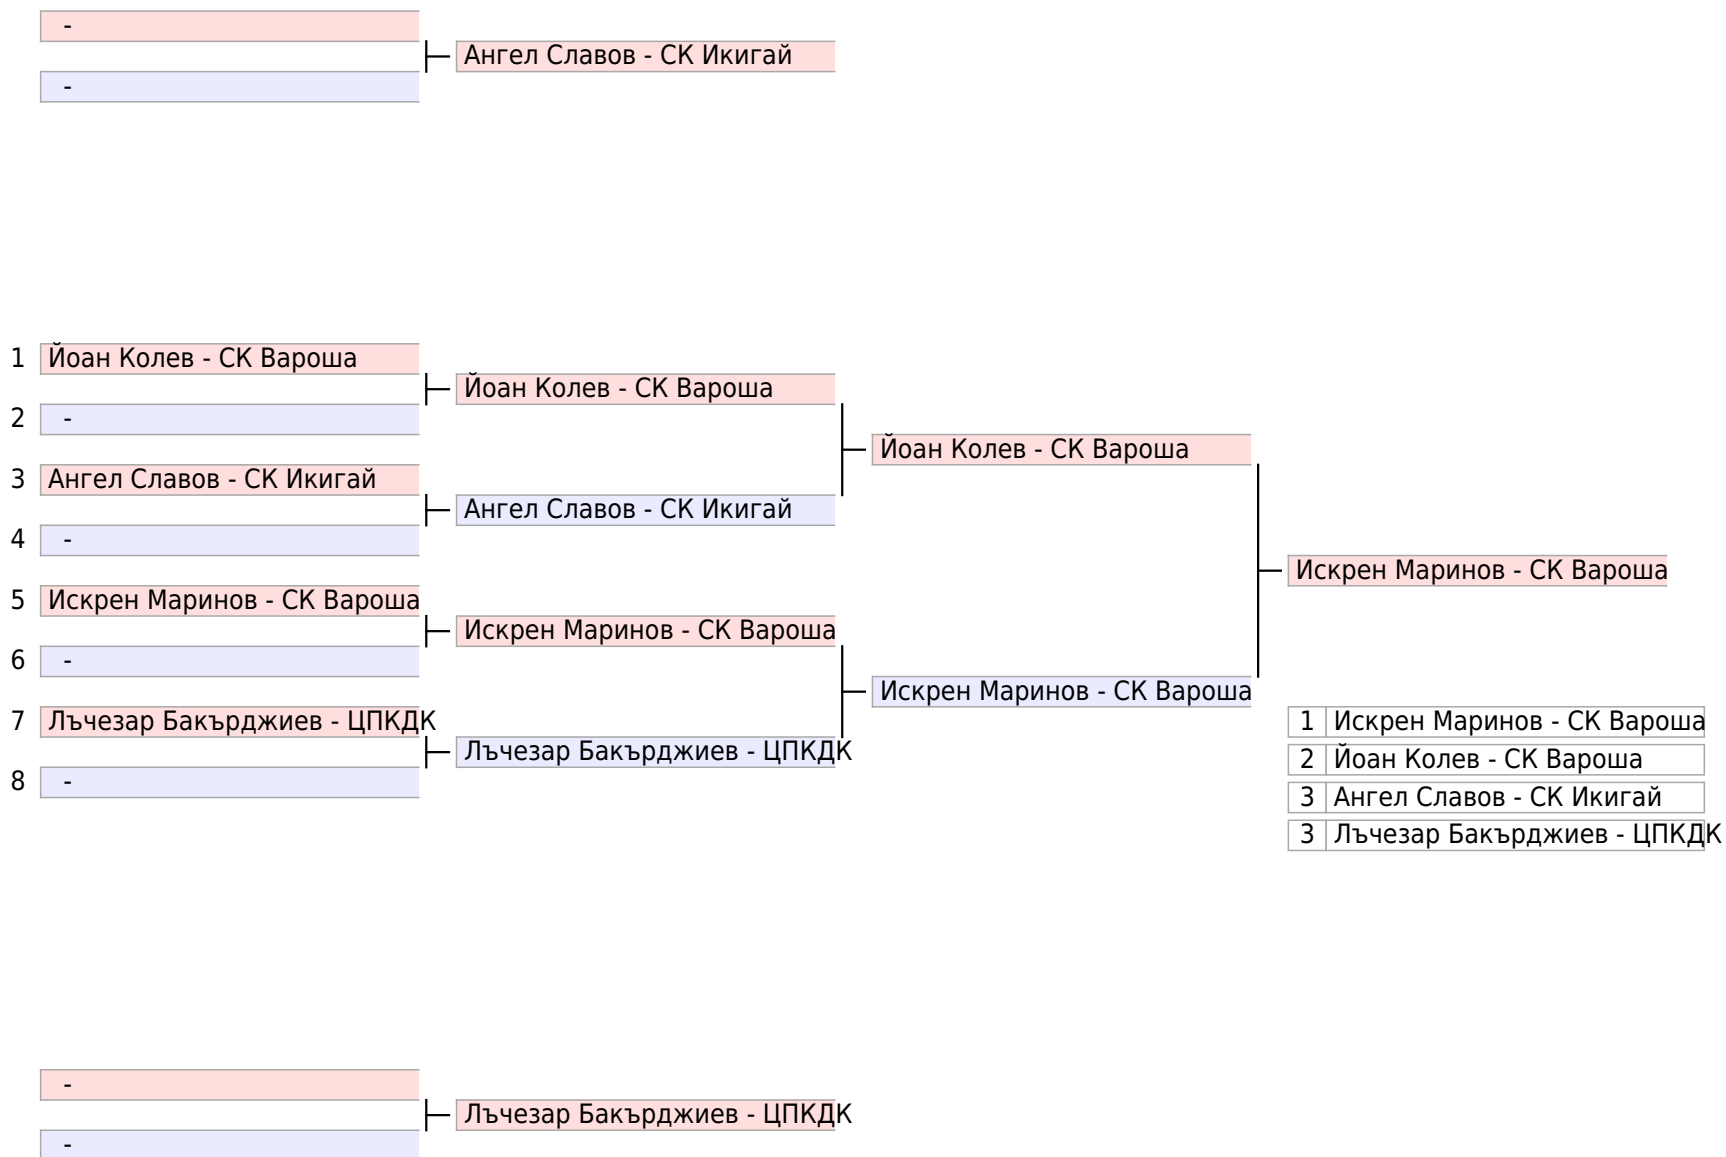 -
Ангел Славов - СК Икигай
-
1 Йоан Колев - СК Вароша
Йоан Колев - СК Вароша
2 -
Йоан Колев - СК Вароша
3 Ангел Славов - СК Икигай
Ангел Славов - СК Икигай
4 -
Искрен Маринов - СК Вароша
5 Искрен Маринов - СК Вароша
Искрен Маринов - СК Вароша
6 -
Искрен Маринов - СК Вароша
7 Лъчезар Бакърджиев - ЦПКДК
Лъчезар Бакърджиев - ЦПКДК
8 -
1 Искрен Маринов - СК Вароша
2 Йоан Колев - СК Вароша
3 Ангел Славов - СК Икигай
3 Лъчезар Бакърджиев - ЦПКДК
-
Лъчезар Бакърджиев - ЦПКДК
-